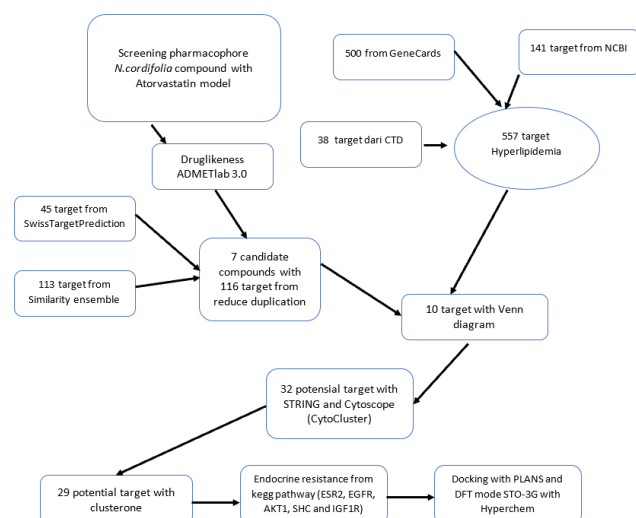 Screening pharmacophore
N.cordifolia compound with
Atorvastatin model
500 from GeneCards
141 target from NCBI
38 target dari CTD
557 target
Hyperlipidemia
Druglikeness
ADMETlab 3.0
45 target from
SwissTargetPrediction
113 target from
Similarity ensemble
7 candidate
compounds with
116 target from
reduce duplication
10 target with Venn
diagram
32 potensial target with
STRING and Cytoscope
(CytoCluster)
29 potential target with
clusterone
Endocrine resistance from
kegg pathway (ESR2, EGFR,
AKT1, SHC and IGF1R)
Docking with PLANS and
DFT mode STO-3G with
Hyperchem